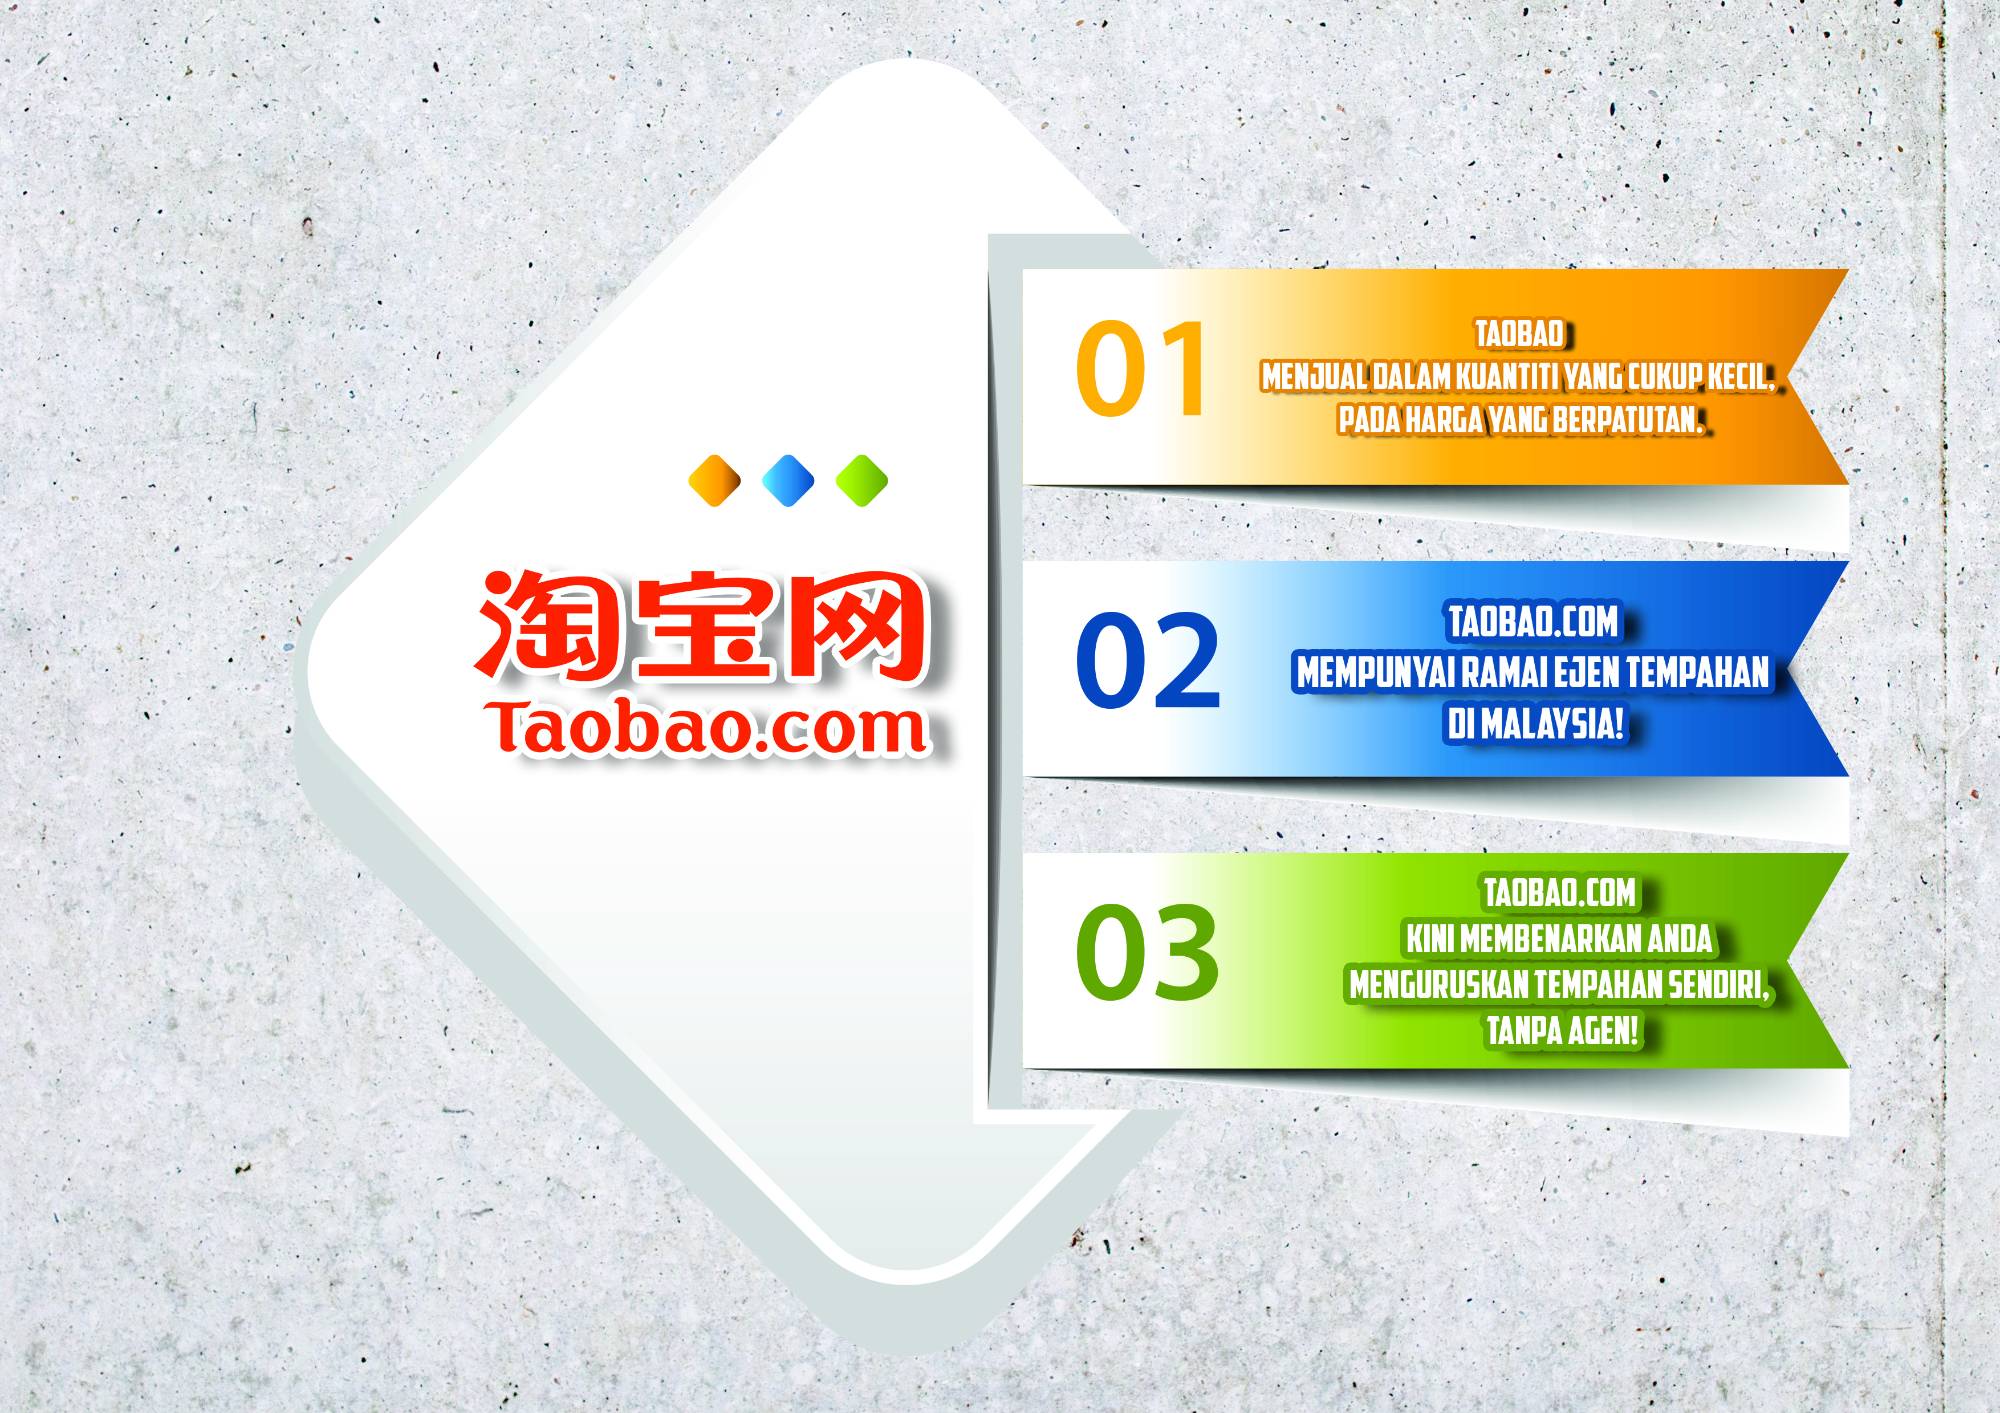 淘宝网
Taobao.com
01
TAOBAO
MENJUAL DALAM KUANTITI YANG CUKUP KECIL,
PADA HARGA YANG BERPATUTAN.
02
TAOBAO.COM
MEMPUNYAI RAMAI EJEN TEMPAHAN
DI MALAYSIA!
03
TAOBAO.COM
KINI MEMBENARKAN ANDA
MENGURUSKAN TEMPAHAN SENDIRI,
TANPA AGEN!